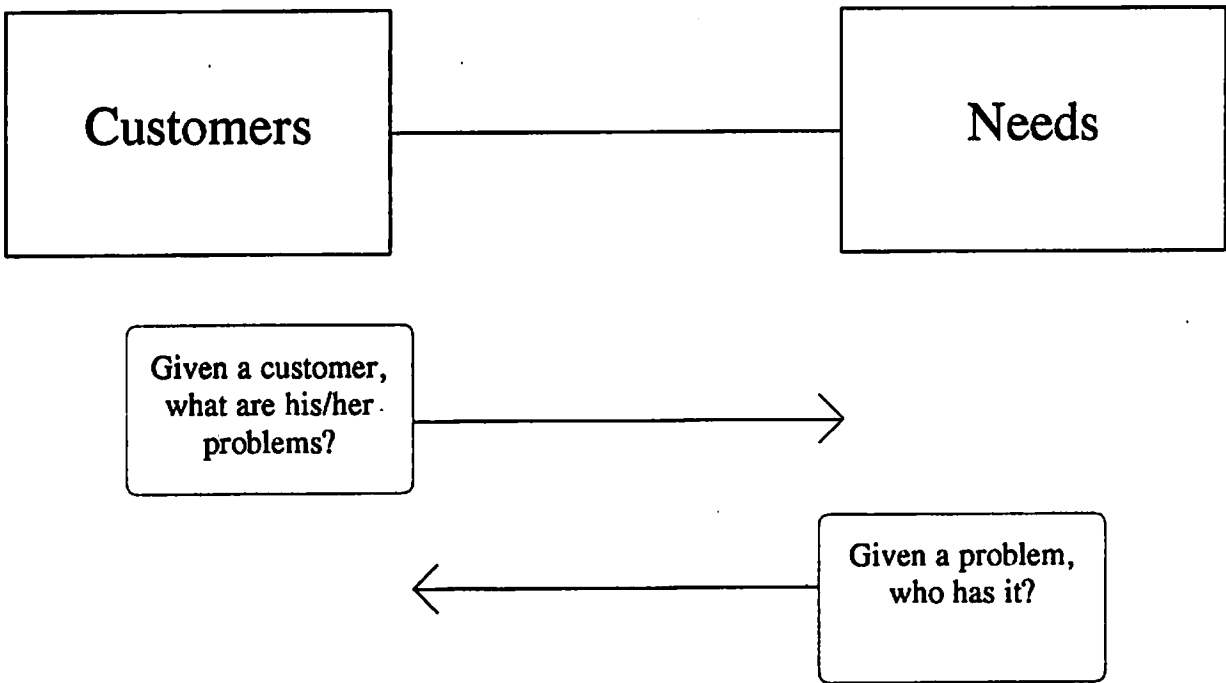 Customers
Needs
Given a customer,
what are his/her
problems?
Given a problem,
who has it?